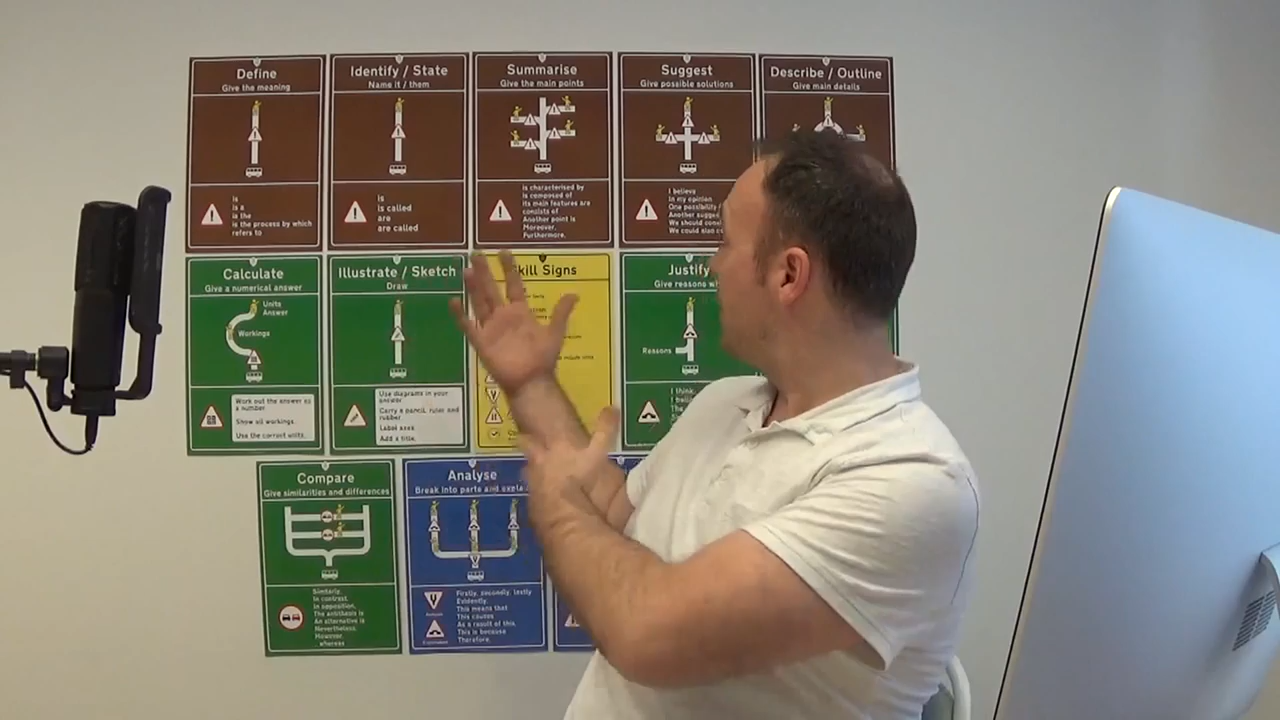 Define
Give the meaning
is
is a
is the
is the process by which
refers to
Identify / State
Name it / them
is
is called
are
are called
Summarise
Give the main points
is characterised by
is composed of
its main features are
consists of
Another point is
Moreover,
Furthermore,
Suggest
Give possible solutions
I believe
In my opinion
One possibility
Another
We should
We could also
Describe / Outline
Give main details
Calculate
Give a numerical answer
Units
Answer
Workings
Work out the answer as
a number
Show all workings.
Use the correct units.
Illustrate / Sketch
Draw
Use diagrams in your
answer
Carry a pencil, ruler and
rubber
Label axes
Add a title.
Skill Signs
Justify
Give reasons
Reasons
I think,
Compare
Give similarities and differences
Similarly,
In contrast,
In opposition,
The antithesis is
An alternative is
Nevertheless,
However,
whereas
Analyse
Break into parts and
Firstly, secondly, lastly
Evidently,
This means that
This causes
As a result of this
This is because
Therefore,